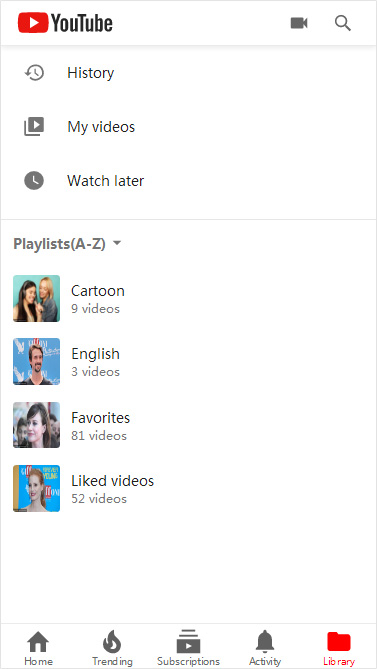 YouTube
History
My videos
Watch later
Playlists(A-Z)
Cartoon
9 videos
English
3 videos
Favorites
81 videos
Liked videos
52 videos
Home
Trending
Subscriptions
Activity
Library